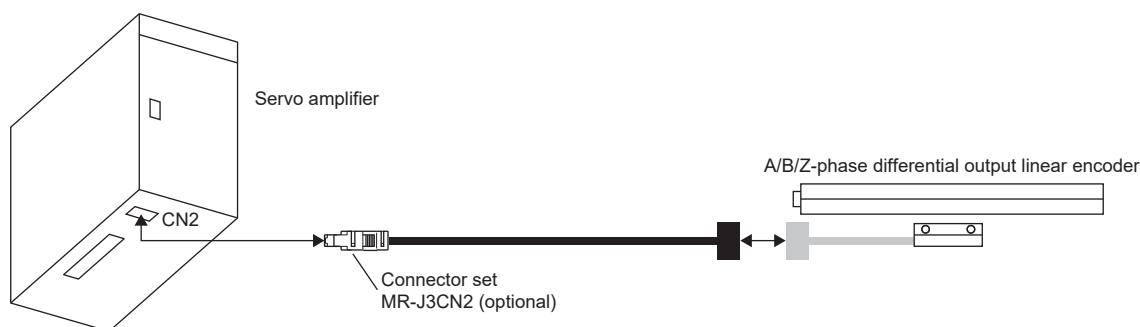 Servo amplifier
A/B/Z-phase differential output linear encoder
CN2
Connector set
MR-J3CN2 (optional)